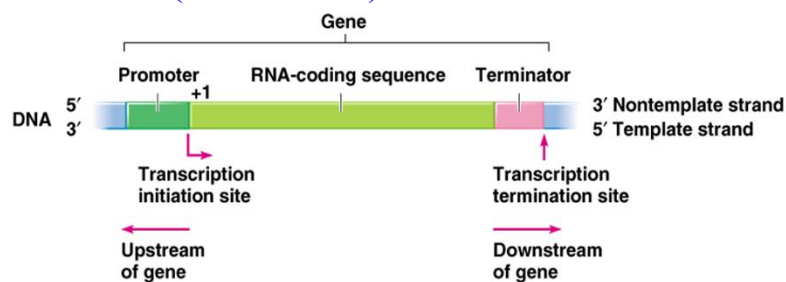 Gene
Promoter
RNA-coding sequence
Terminator
+1
DNA
5′
3′
3′ Nontemplate strand
5′ Template strand
Transcription
initiation site
Transcription
termination site
Upstream
of gene
Downstream
of gene